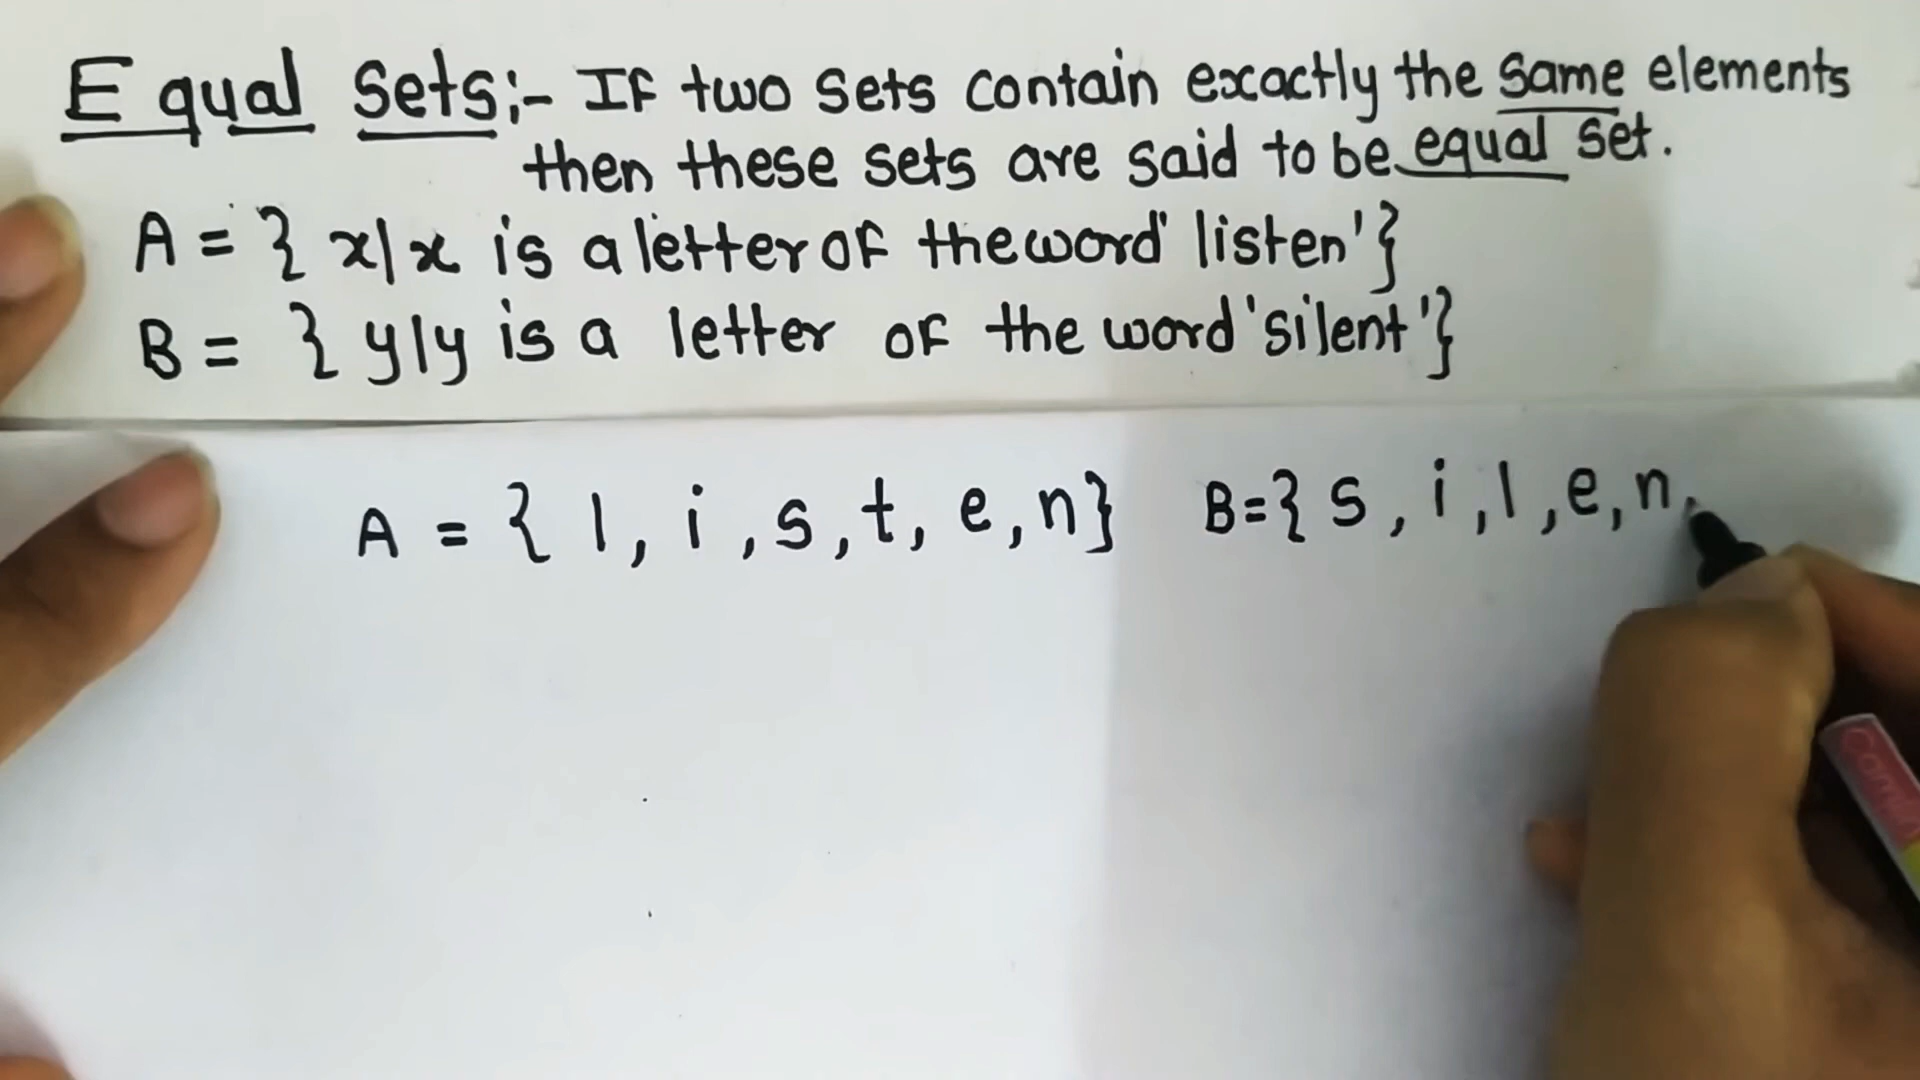 Equal Sets:- If two sets contain exactly the same elements
then these sets are said to be equal set.
A = } x|x is a letter of the word 'listen'}
B = } y|y is a letter of the word 'silent'}
A = { l, i, s, t, e, n} B={ s, i, l, e, n,